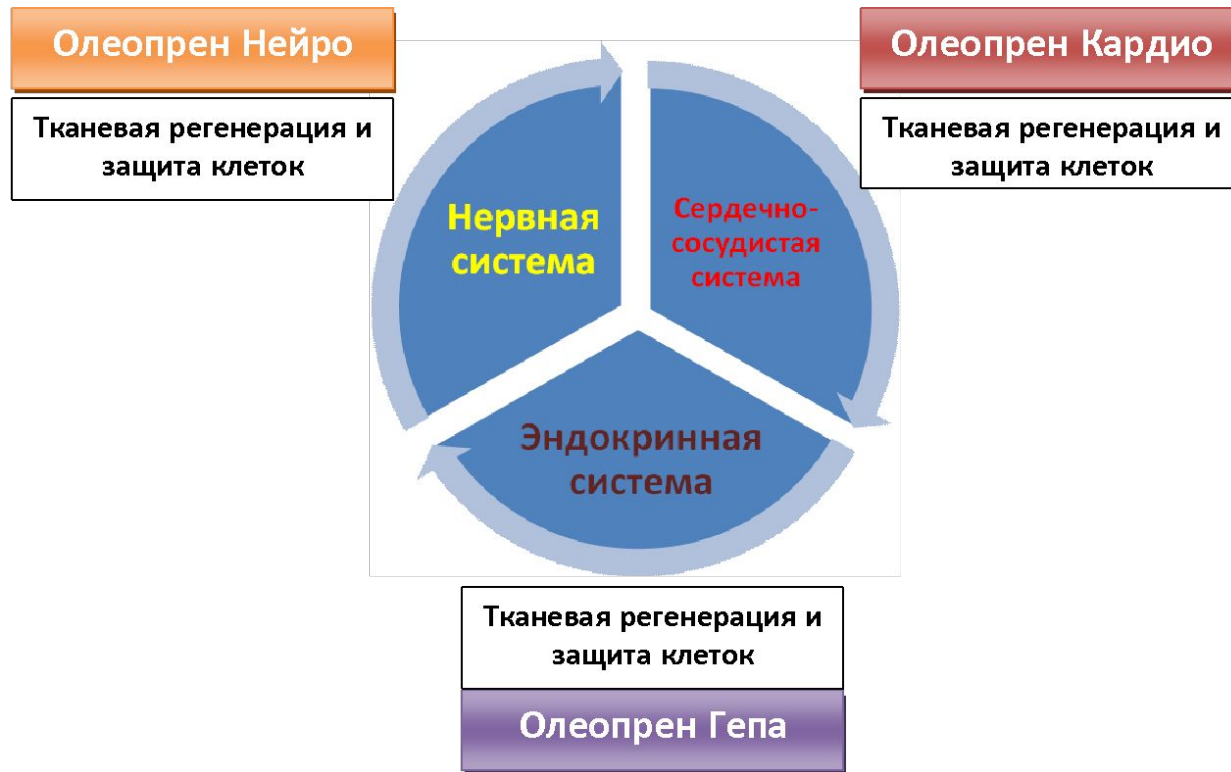 Олеопрен Нейро
Тканевая регенерация и
защита клеток
Олеопрен Кардио
Тканевая регенерация и
защита клеток
Нервная
система
Сердечно-
сосудистая
система
Эндокринная
система
Тканевая регенерация и
защита клеток
Олеопрен Гепа